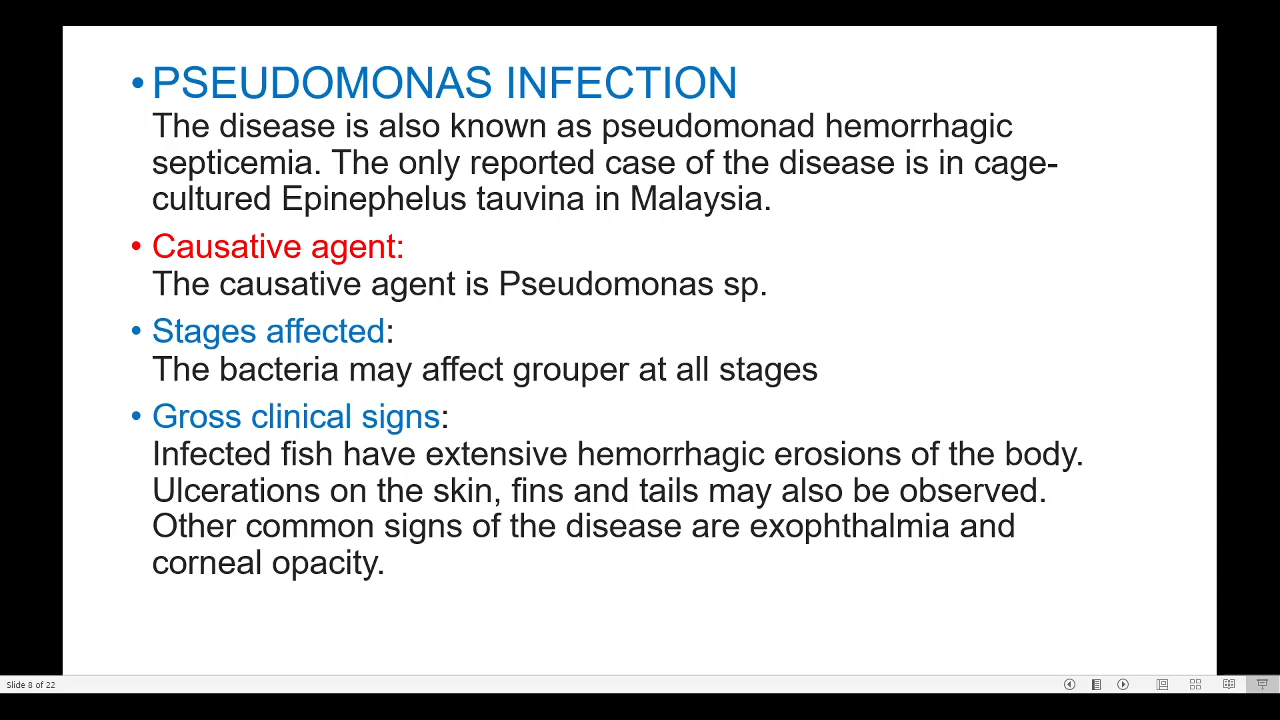 • PSEUDOMONAS INFECTION
The disease is also known as pseudomonad hemorrhagic
septicemia. The only reported case of the disease is in cage-
cultured Epinephelus tauvina in Malaysia.
• Causative agent:
The causative agent is Pseudomonas sp.
• Stages affected:
The bacteria may affect grouper at all stages
• Gross clinical signs:
Infected fish have extensive hemorrhagic erosions of the body.
Ulcerations on the skin, fins and tails may also be observed.
Other common signs of the disease are exophthalmia and
corneal opacity.
Slide 8 of 22